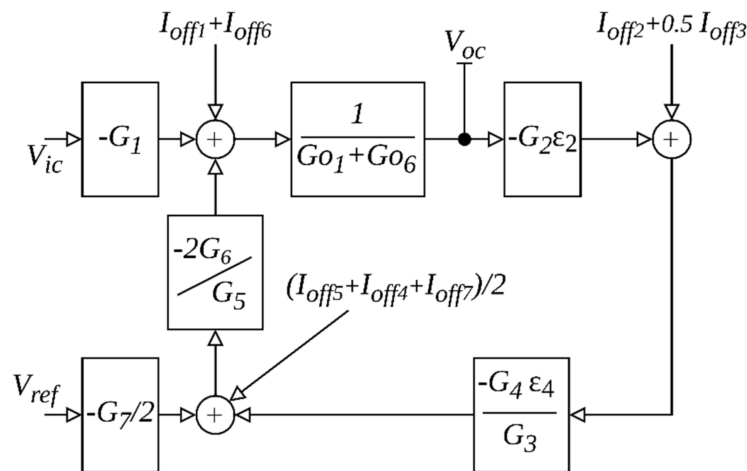 I_off1+I_off6
V_oc
I_off2+0.5 I_off3
-G_1
1
Go_1+Go_6
-G_2ε_2
+
+
V_ic
-2G_6
G_5
(I_off5+I_off4+I_off7)/2
V_ref
-G_7/2
+
-G_4 ε_4
G_3